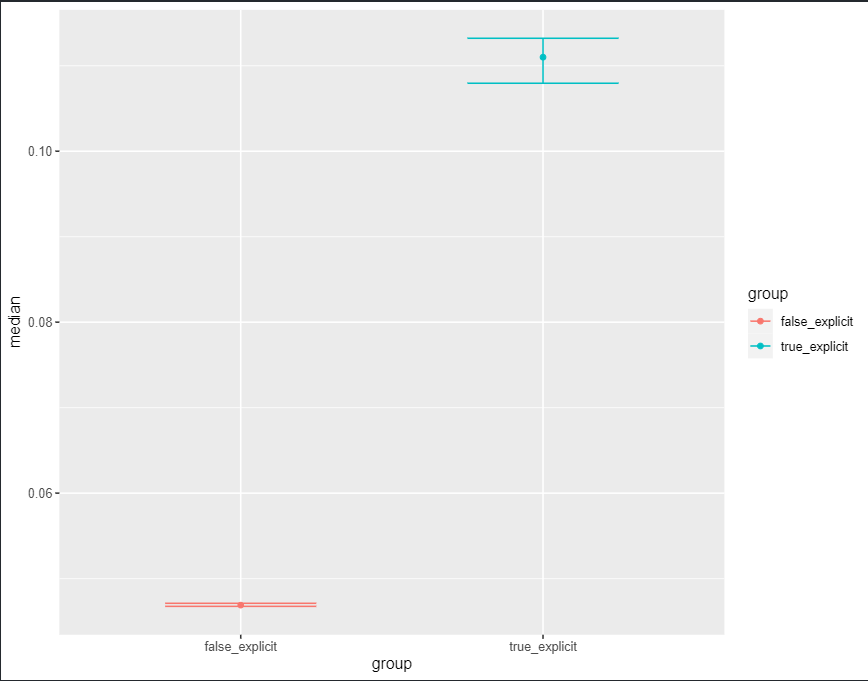 median
0.10
0.08
0.06
false_explicit
true_explicit
group
group
false_explicit
true_explicit